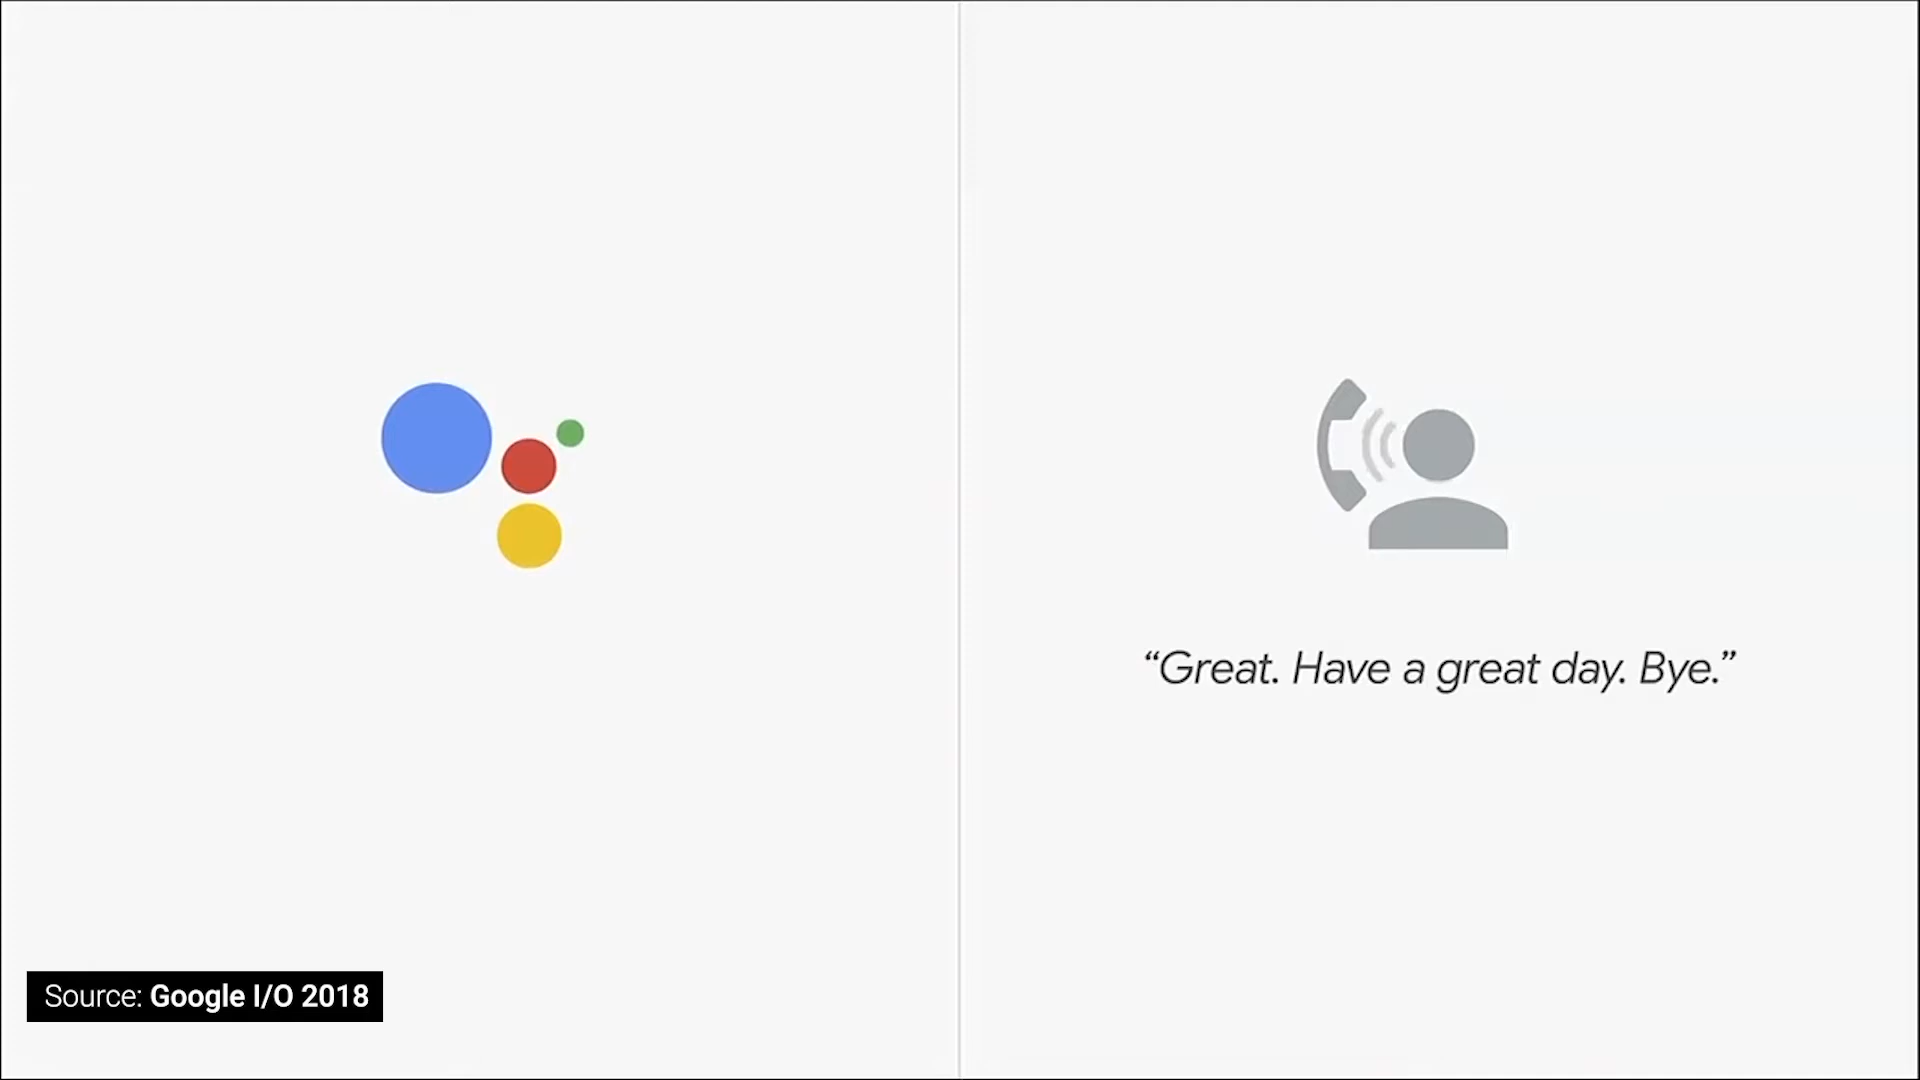 “Great. Have a great day. Bye.”
Source: Google I/O 2018